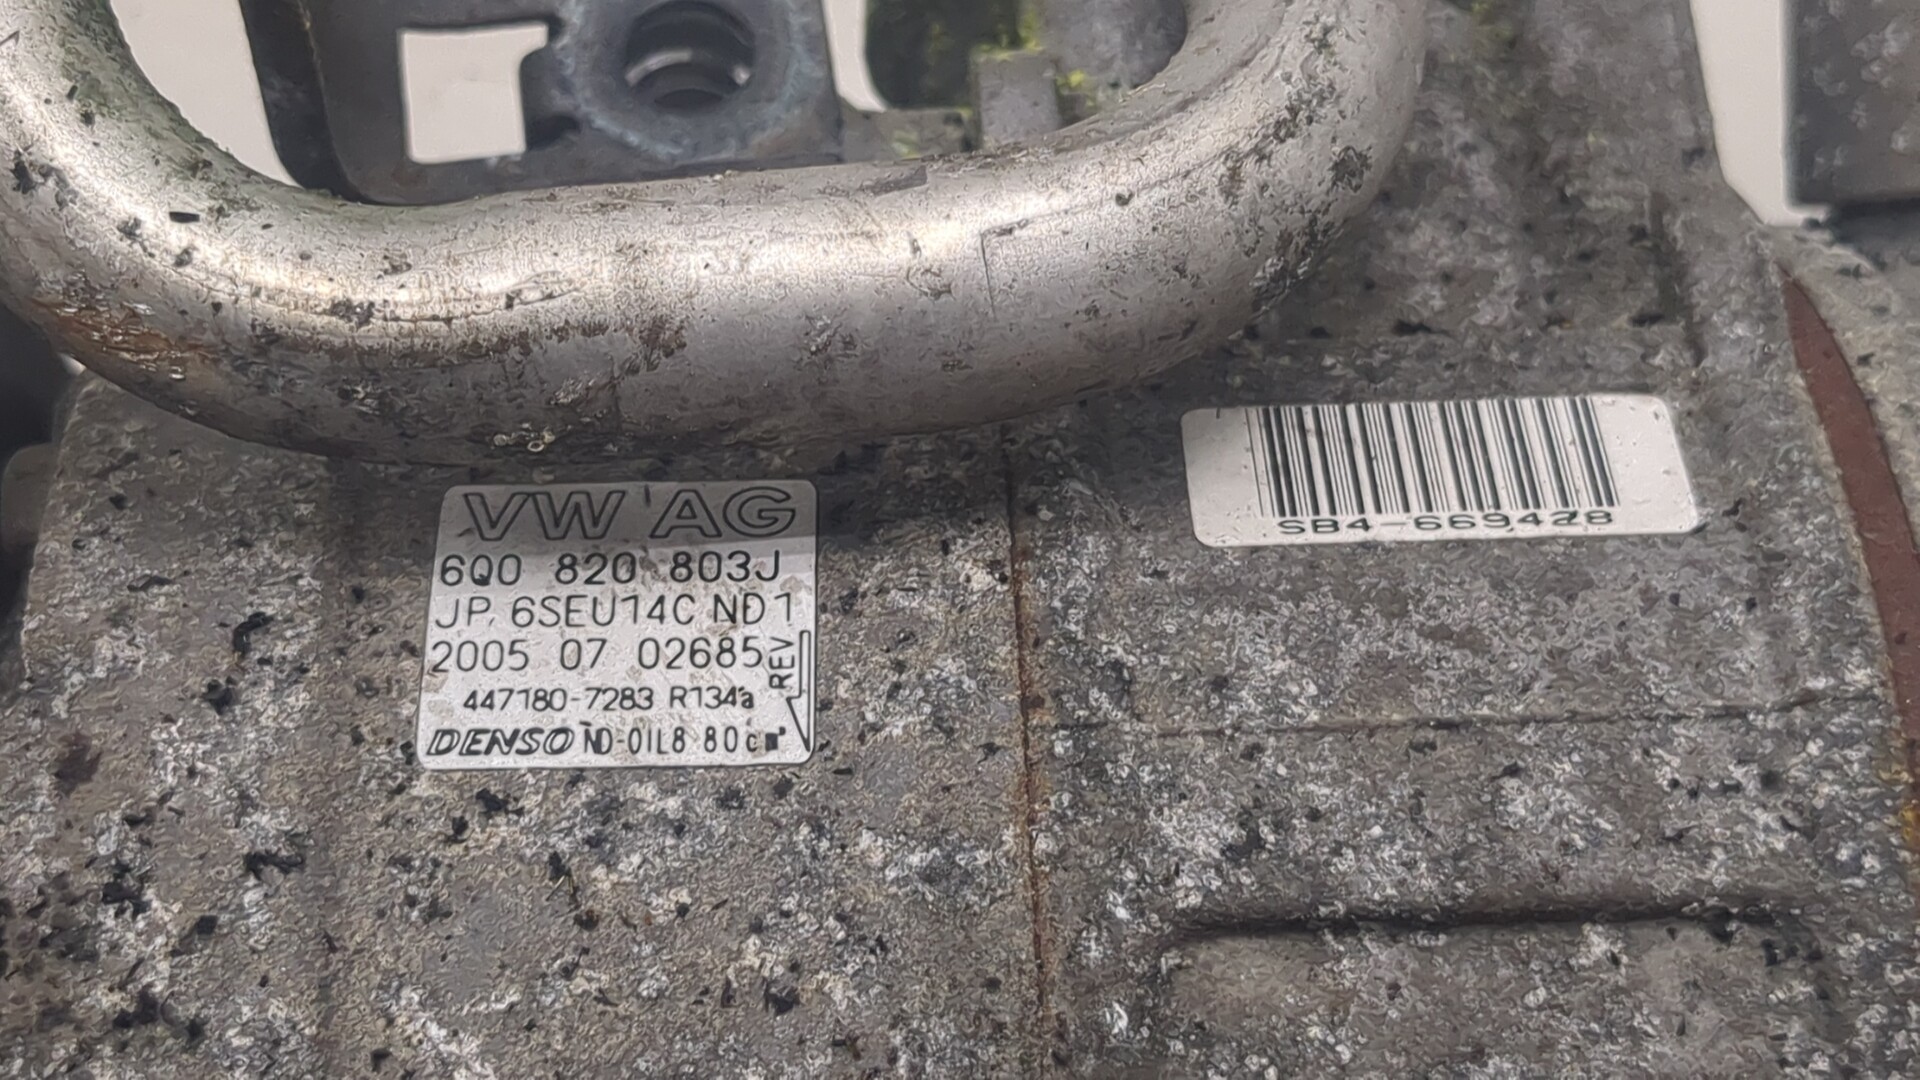 VW AG
6Q0 820 803J
JP. 6SEU14C ND1
2005 07 02685
REV
447180-7283 R134a
DENSO ND-OIL8 80cm³
SB4-669428